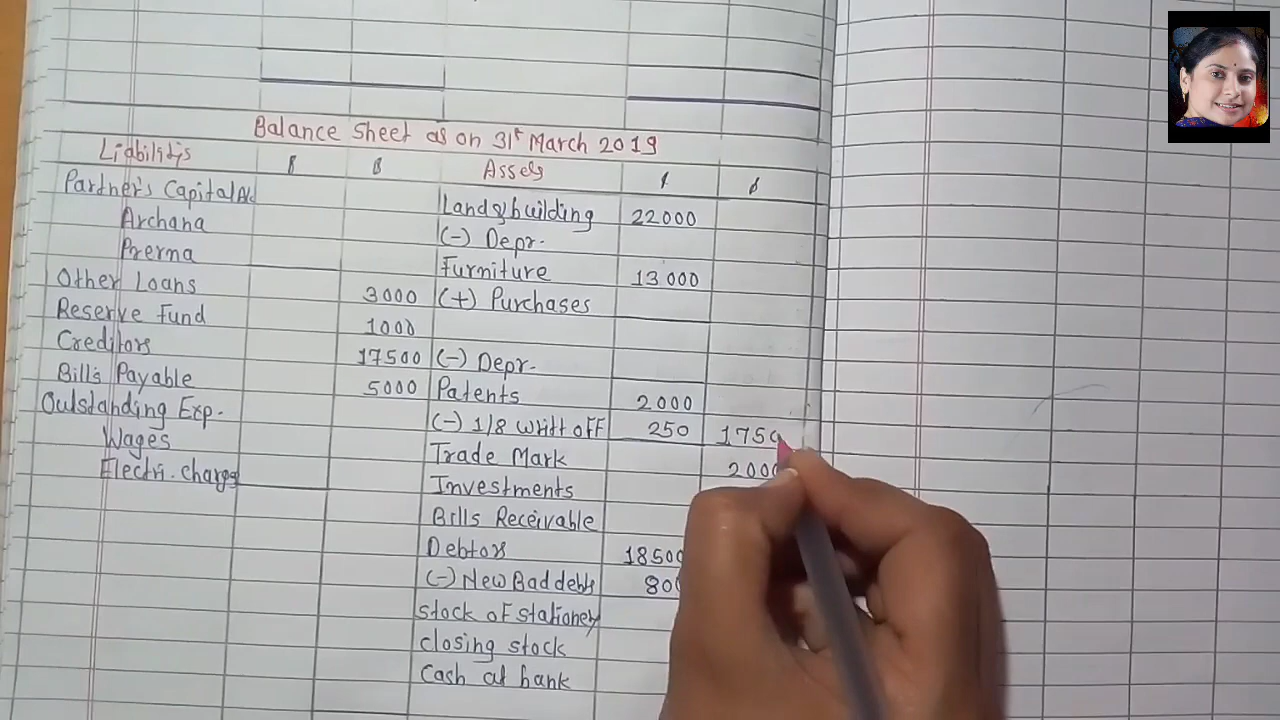 Balance Sheet as on 31st March 2019
Liabilitis
Assets
Partner's Capital A/c
Archana
Prerna
Other Loans 3000
Reserve Fund 1000
Creditors 17500
Bills Payable 5000
Outstanding Exp.
Wages
Electri. charges
Land & building 22000
(-) Depr.
Furniture 13000
(+) Purchases
(-) Depr.
Patents 2000
(-) 1/8 writt off 250 1750
Trade Mark 2000
Investments
Bills Receivable
Debtors 18500
(-) New Bad debts 800
Stock of stationery
closing stock
Cash at bank